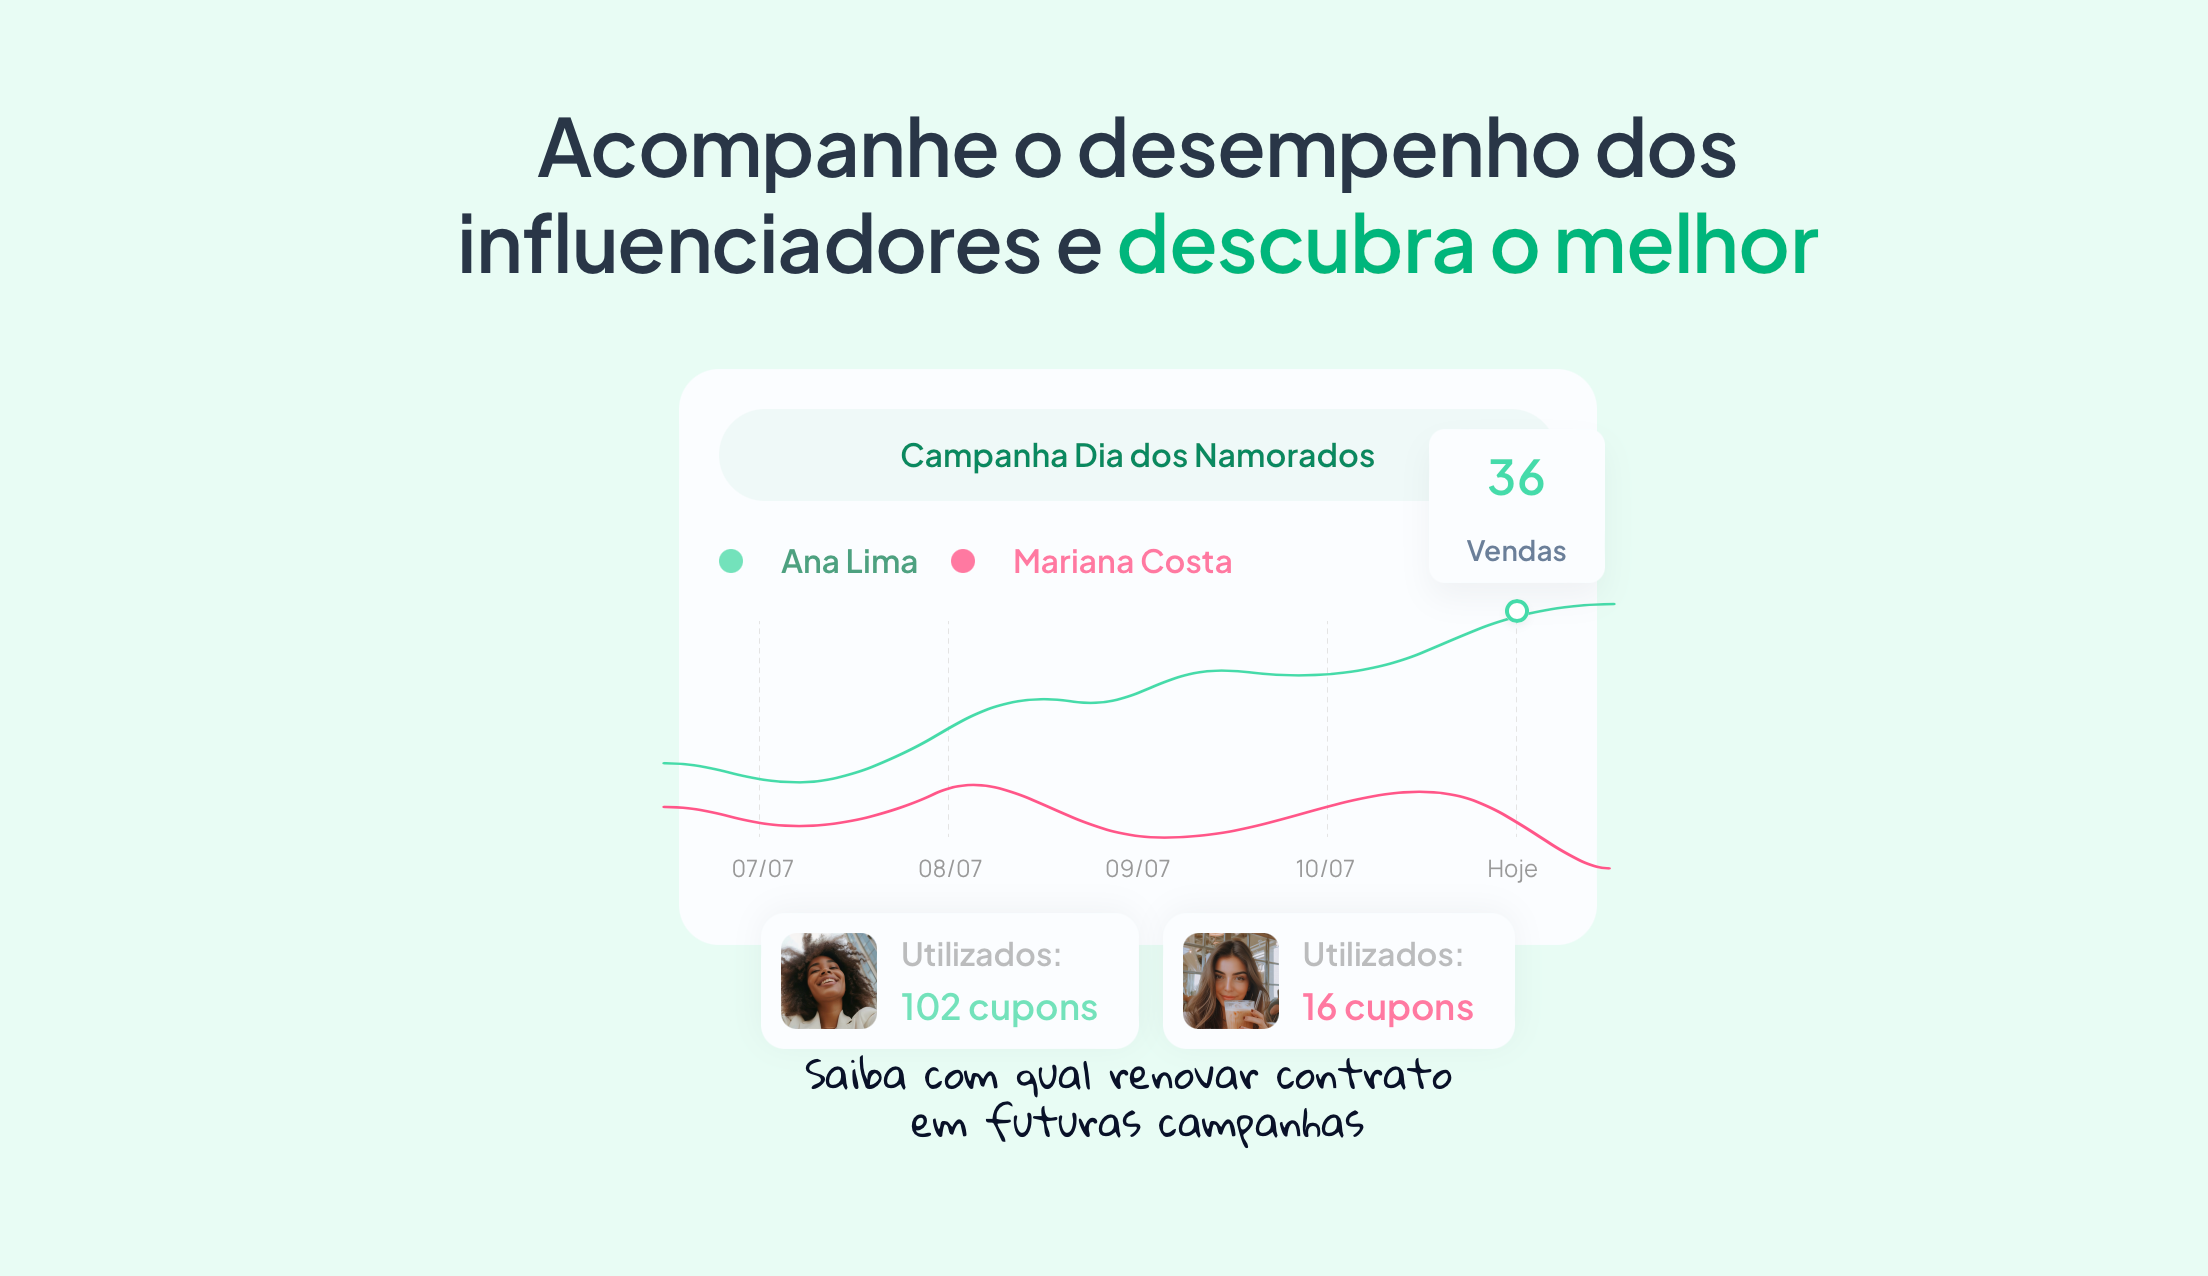 Acompanhe o desempenho dos
influenciadores e descubra o melhor
Campanha Dia dos Namorados
36
Vendas
Ana Lima
Mariana Costa
07/07
08/07
09/07
10/07
Hoje
Utilizados:
102 cupons
Utilizados:
16 cupons
Saiba com qual renovar contrato
em futuras campanhas